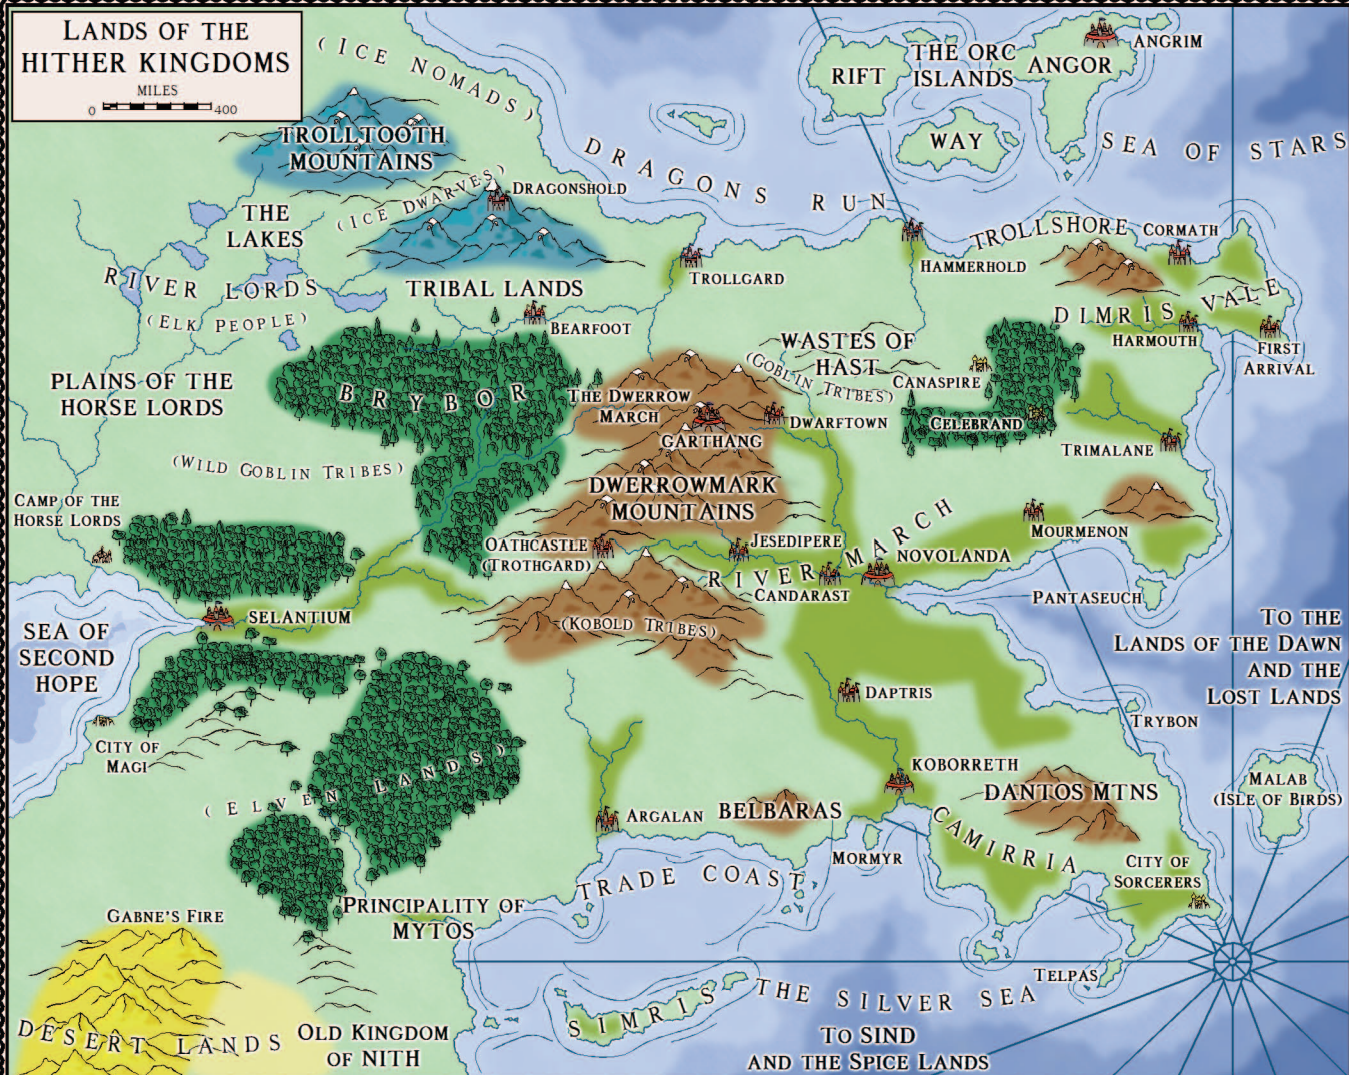 LANDS OF THE
HITHER KINGDOMS
MILES
0 400
(ICE NOMADS)
TROLLTOOTH
MOUNTAINS
(ICE DWARVES)
DRAGONSHOLD
THE
LAKES
RIVER LORDS
(ELK PEOPLE)
TRIBAL LANDS
BEARFOOT
PLAINS OF THE
HORSE LORDS
BRYBOR
(WILD GOBLIN TRIBES)
CAMP OF THE
HORSE LORDS
DRAGONS RUN
RIFT
THE ORC
ISLANDS
ANGOR
ANGRIM
WAY
SEA OF STARS
TROLLGARD
HAMMERHOLD
TROLLSHORE
CORMATH
DIMRIS VALE
HARMOUTH
FIRST
ARRIVAL
WASTES OF
HAST
(GOBLIN TRIBES)
CANASPIRE
CELEBRAND
TRIMALANE
THE DWERROW
MARCH
GARTHANG
DWARFTOWN
DWERROWMARK
MOUNTAINS
OATHCASTLE
(TROTHGARD)
JESEDIPERE
RIVER MARCH
CANDARAST
NOVOLANDA
MOURMENON
PANTASEUCH
(KOBOLD TRIBES)
SELANTIUM
SEA OF
SECOND
HOPE
CITY OF
MAGI
(ELVEN LANDS)
TO THE
LANDS OF THE DAWN
AND THE
LOST LANDS
DAPTRIS
TRYBON
KOBORRETH
DANTOS MTNS
MALAB
(ISLE OF BIRDS)
ARGALAN
BELBARAS
MORMYR
CAMIRRIA
CITY OF
SORCERERS
TRADE COAST
PRINCIPALITY OF
MYTOS
GABNE'S FIRE
DESERT LANDS
OLD KINGDOM
OF NITH
SIMRIS
THE SILVER SEA
TELPAS
TO SIND
AND THE SPICE LANDS